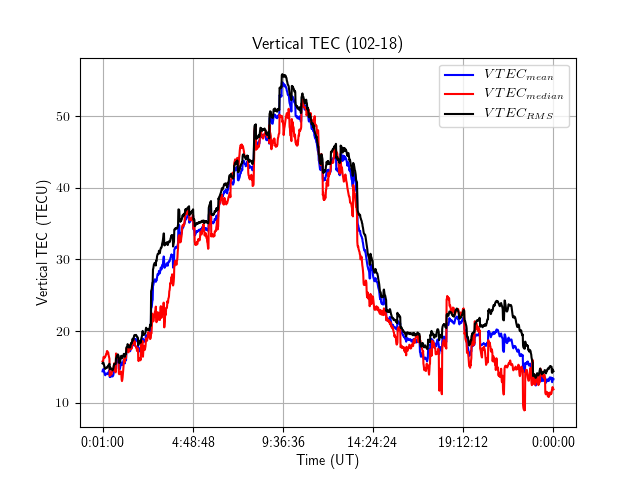 Vertical TEC (102-18)
VTEC_mean
VTEC_median
VTEC_RMS
Vertical TEC (TECU)
50
40
30
20
10
0:01:00 4:48:48 9:36:36 14:24:24 19:12:12 0:00:00
Time (UT)